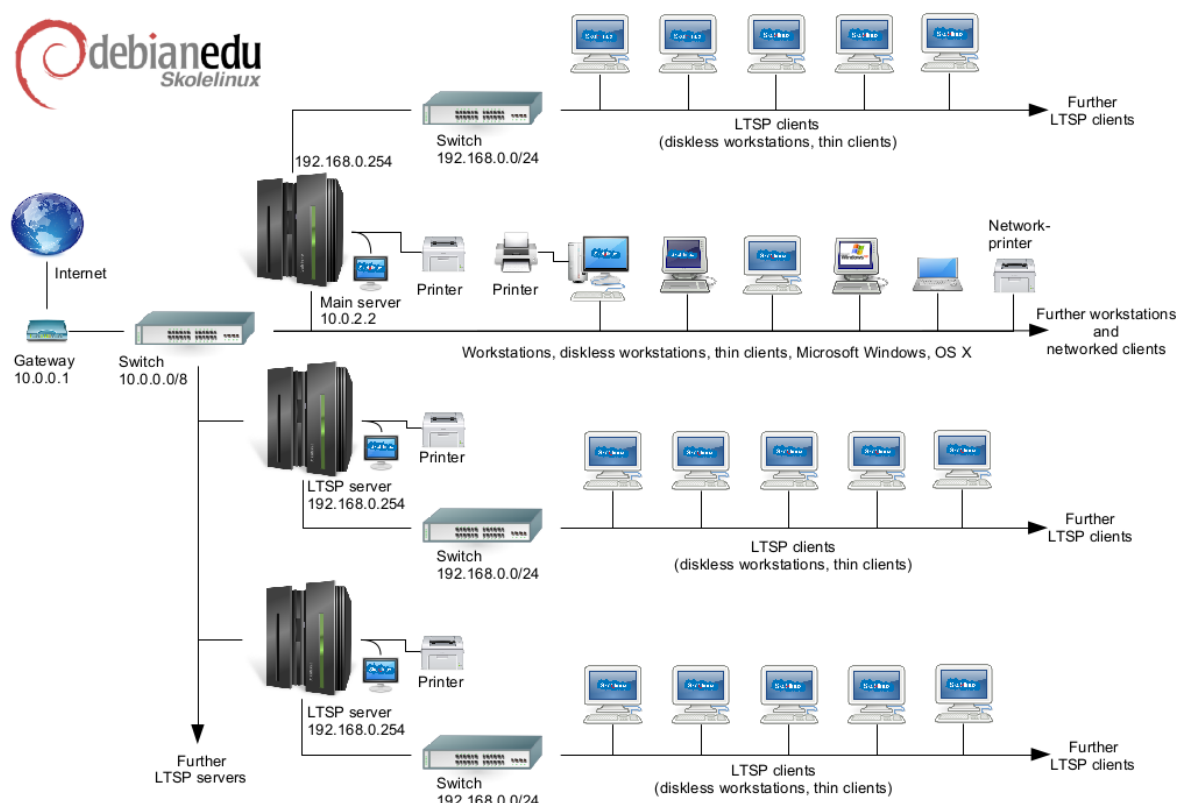 debianedu
Skolelinux
Switch
192.168.0.0/24
LTSP clients
(diskless workstations, thin clients)
Further
LTSP clients
192.168.0.254
Internet
Main server
10.0.2.2
Printer
Printer
Network-
printer
Gateway
10.0.0.1
Switch
10.0.0.0/8
Workstations, diskless workstations, thin clients, Microsoft Windows, OS X
Further workstations
and
networked clients
Printer
LTSP server
192.168.0.254
Switch
192.168.0.0/24
LTSP clients
(diskless workstations, thin clients)
Further
LTSP clients
Printer
LTSP server
192.168.0.254
Further
LTSP servers
Switch
192.168.0.0/24
LTSP clients
(diskless workstations, thin clients)
Further
LTSP clients